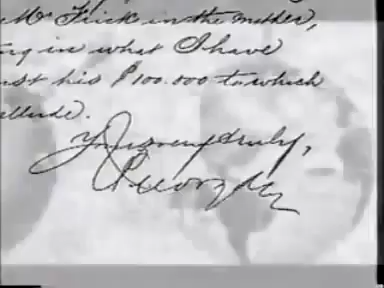 Mr Frick in the matter,
in what I have
his $100.000 to which
allude.
Yours very truly,